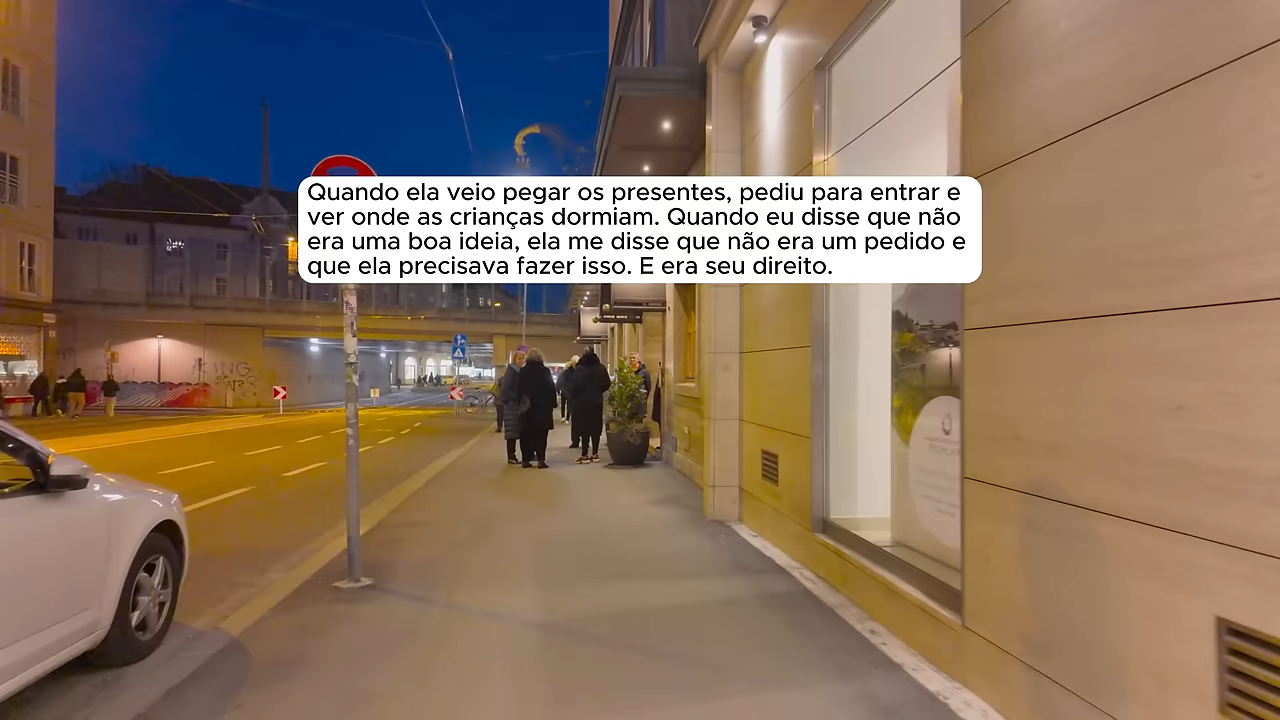 Quando ela veio pegar os presentes, pediu para entrar e
ver onde as crianças dormiam. Quando eu disse que não
era uma boa ideia, ela me disse que não era um pedido e
que ela precisava fazer isso. E era seu direito.